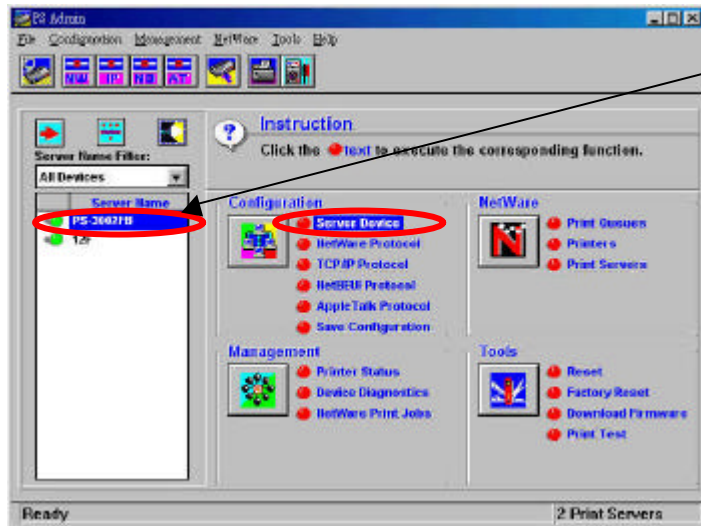 PS Admin
File Configuration Management NetWare Tools Help
NW IP NB AT
Instruction
Click the text to execute the corresponding function.
Server Name Filter:
All Devices
Server Name
PS-2007FB
Configuration
Server Device
NetWare Protocol
TCP/IP Protocol
NetBEUI Protocol
AppleTalk Protocol
Save Configuration
NetWare
Print Queues
Printers
Print Servers
Management
Printer Status
Device Diagnostics
NetWare Print Jobs
Tools
Reset
Factory Reset
Download Firmware
Print Test
Ready
2 Print Servers